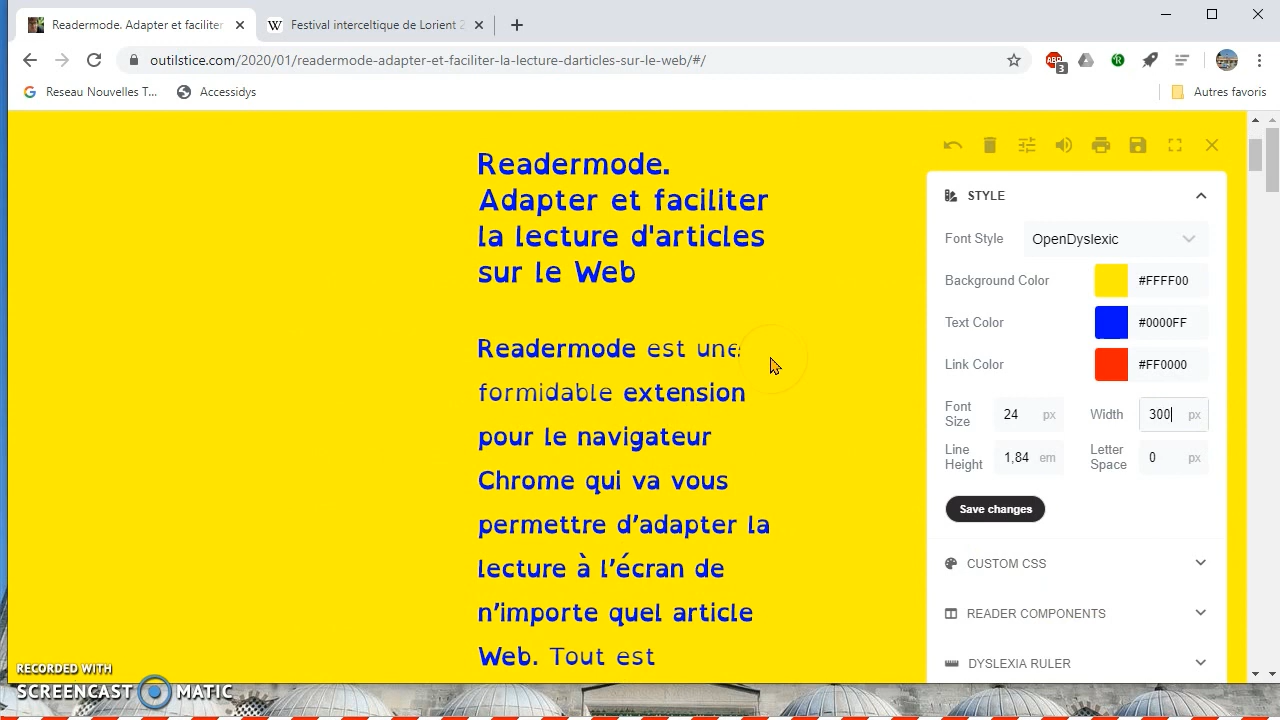 Readermode. Adapter et faciliter
Festival interceltique de Lorient 2
outilstice.com/2020/01/readermode-adapter-et-faciliter-la-lecture-darticles-sur-le-web/#/
ABP
3
Reseau Nouvelles T...
Accessidys
Autres favoris
Readermode.
Adapter et faciliter
la lecture d'articles
sur le Web
Readermode est une
formidable extension
pour le navigateur
Chrome qui va vous
permettre d’adapter la
lecture à l’écran de
n’importe quel article
Web. Tout est
STYLE
Font Style OpenDyslexic
Background Color #FFFF00
Text Color #0000FF
Link Color #FF0000
Font Size 24 px Width 300 px
Line Height 1,84 em Letter Space 0 px
Save changes
CUSTOM CSS
READER COMPONENTS
DYSLEXIA RULER
RECORDED WITH
SCREENCAST MATIC